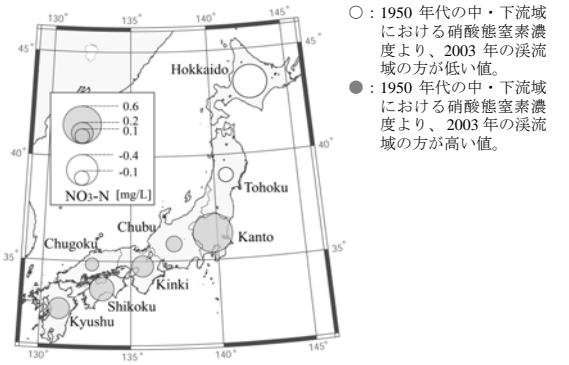 130° 135° 140° 145°
45° 45°
Hokkaido
0.6
0.2
0.1
-0.4
-0.1
NO3-N [mg/L]
40° 40°
Tohoku
Chubu
Kanto
Chugoku
35° 35°
Kinki
Shikoku
Kyushu
130° 135° 140° 145°
○：1950 年代の中・下流域
における硝酸態窒素濃
度より、2003 年の渓流
域の方が低い値。
●：1950 年代の中・下流域
における硝酸態窒素濃
度より、2003 年の渓流
域の方が高い値。